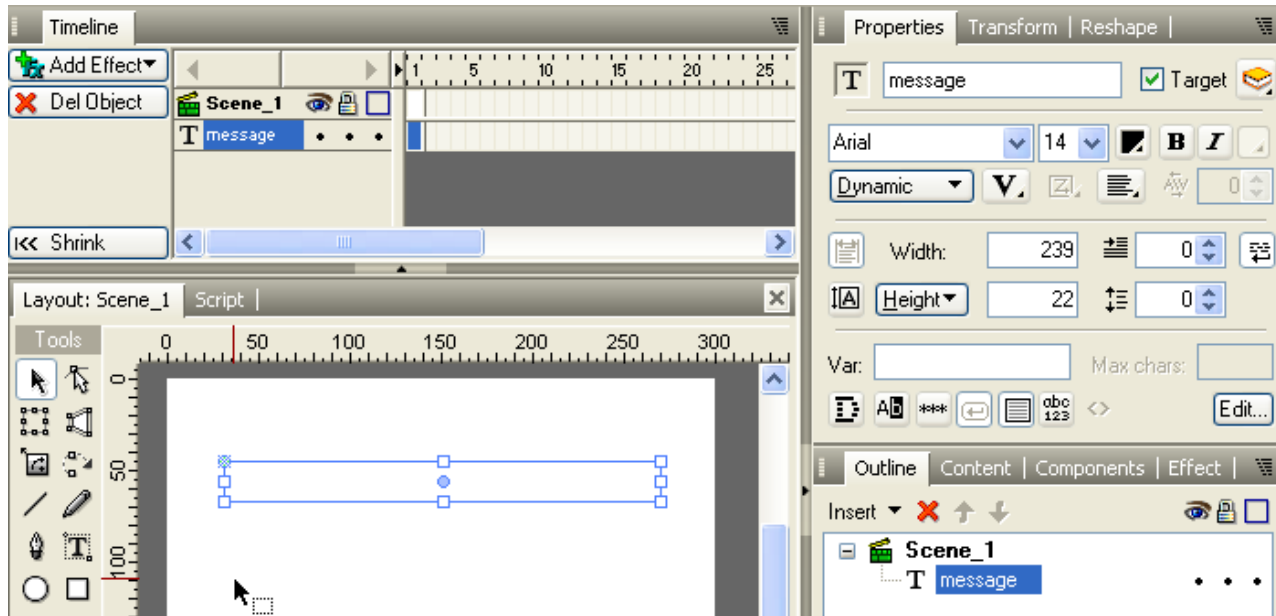 Timeline
Add Effect
1 5 10 15 20 25
Del Object
Scene_1
T message
Shrink
Layout: Scene_1 Script
Tools
0 50 100 150 200 250 300
0
50
100
Properties Transform Reshape
T message Target
Arial 14 B I
Dynamic V. Z. AW 0
Width: 239 0
A Height 22 0
Var: Max chars:
AB *** abc 123 <> Edit...
Outline Content Components Effect
Insert
Scene_1
T message